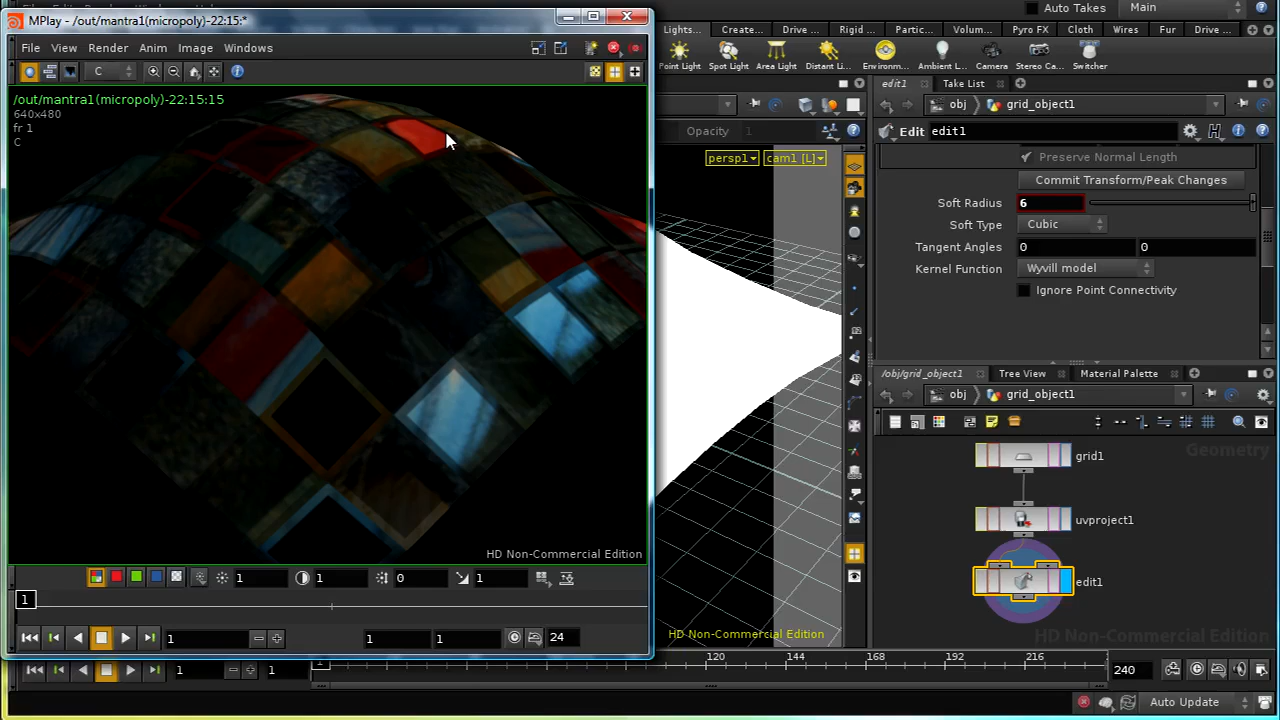 MPlay - /out/mantra1(micropoly)-22:15:*
File View Render Anim Image Windows
C
/out/mantra1(micropoly)-22:15:15
640x480
fr 1
C
HD Non-Commercial Edition
1 1 0 1
1
1 1 1 24
Auto Takes Main
Lights... Create... Drive ... Rigid ... Partic... Volum... Pyro FX Cloth Wires Fur Drive ...
Point Light Spot Light Area Light Distant Li... Environm... Ambient L... Camera Stereo Ca... Switcher
Opacity 1
persp1 cam1 [L]
HD Non-Commercial Edition
edit1 Take List
obj grid_object1
Edit edit1
Preserve Normal Length
Commit Transform/Peak Changes
Soft Radius 6
Soft Type Cubic
Tangent Angles 0 0
Kernel Function Wyvill model
Ignore Point Connectivity
/obj/grid_object1 Tree View Material Palette
obj grid_object1
Geometry
grid1
uvproject1
edit1
HD Non-Commercial Edition
1 1 1 120 144 168 192 216 240
Auto Update